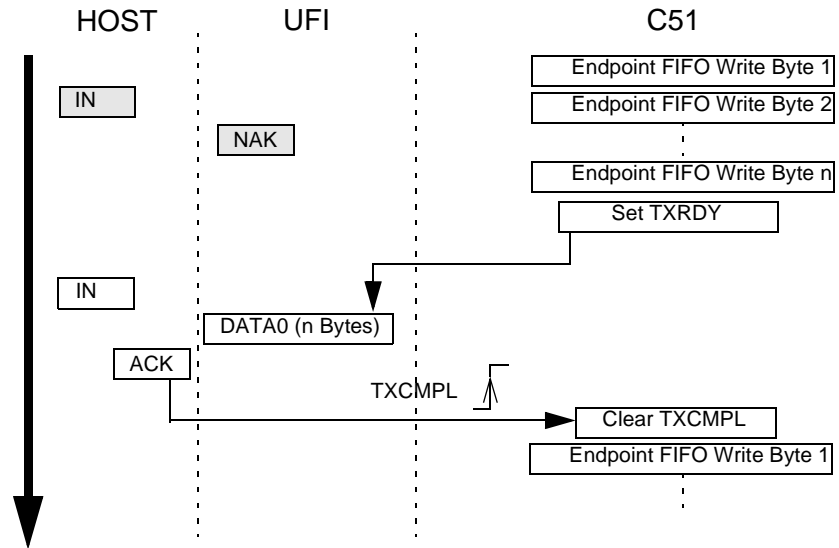 HOST UFI C51
Endpoint FIFO Write Byte 1
IN
Endpoint FIFO Write Byte 2
NAK
Endpoint FIFO Write Byte n
Set TXRDY
IN
DATA0 (n Bytes)
ACK
TXCMPL
Clear TXCMPL
Endpoint FIFO Write Byte 1